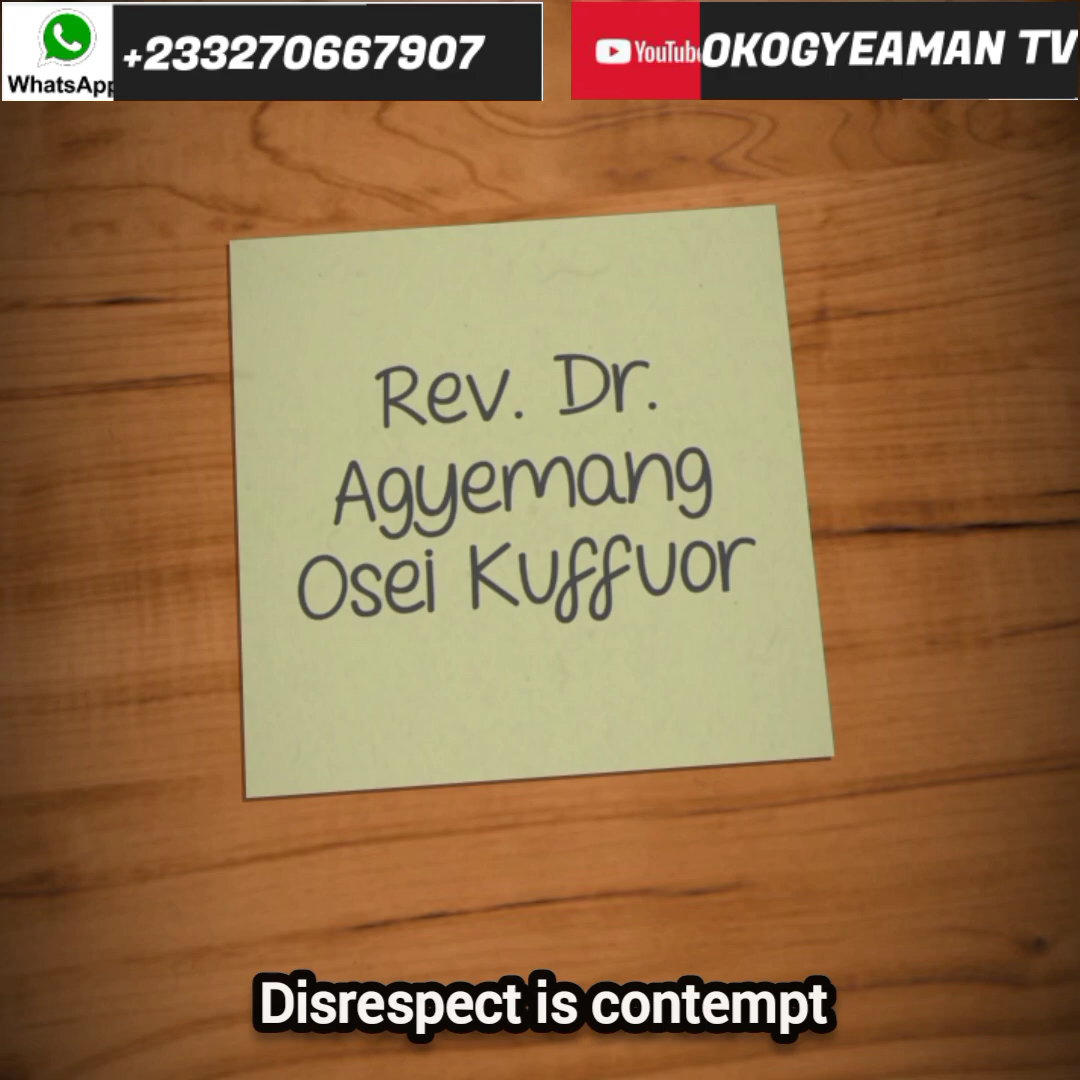 WhatsApp
+233270667907
YouTube
OKOGYEAMAN TV
Rev. Dr.
Agyemang
Osei Kuffuor
Disrespect is contempt